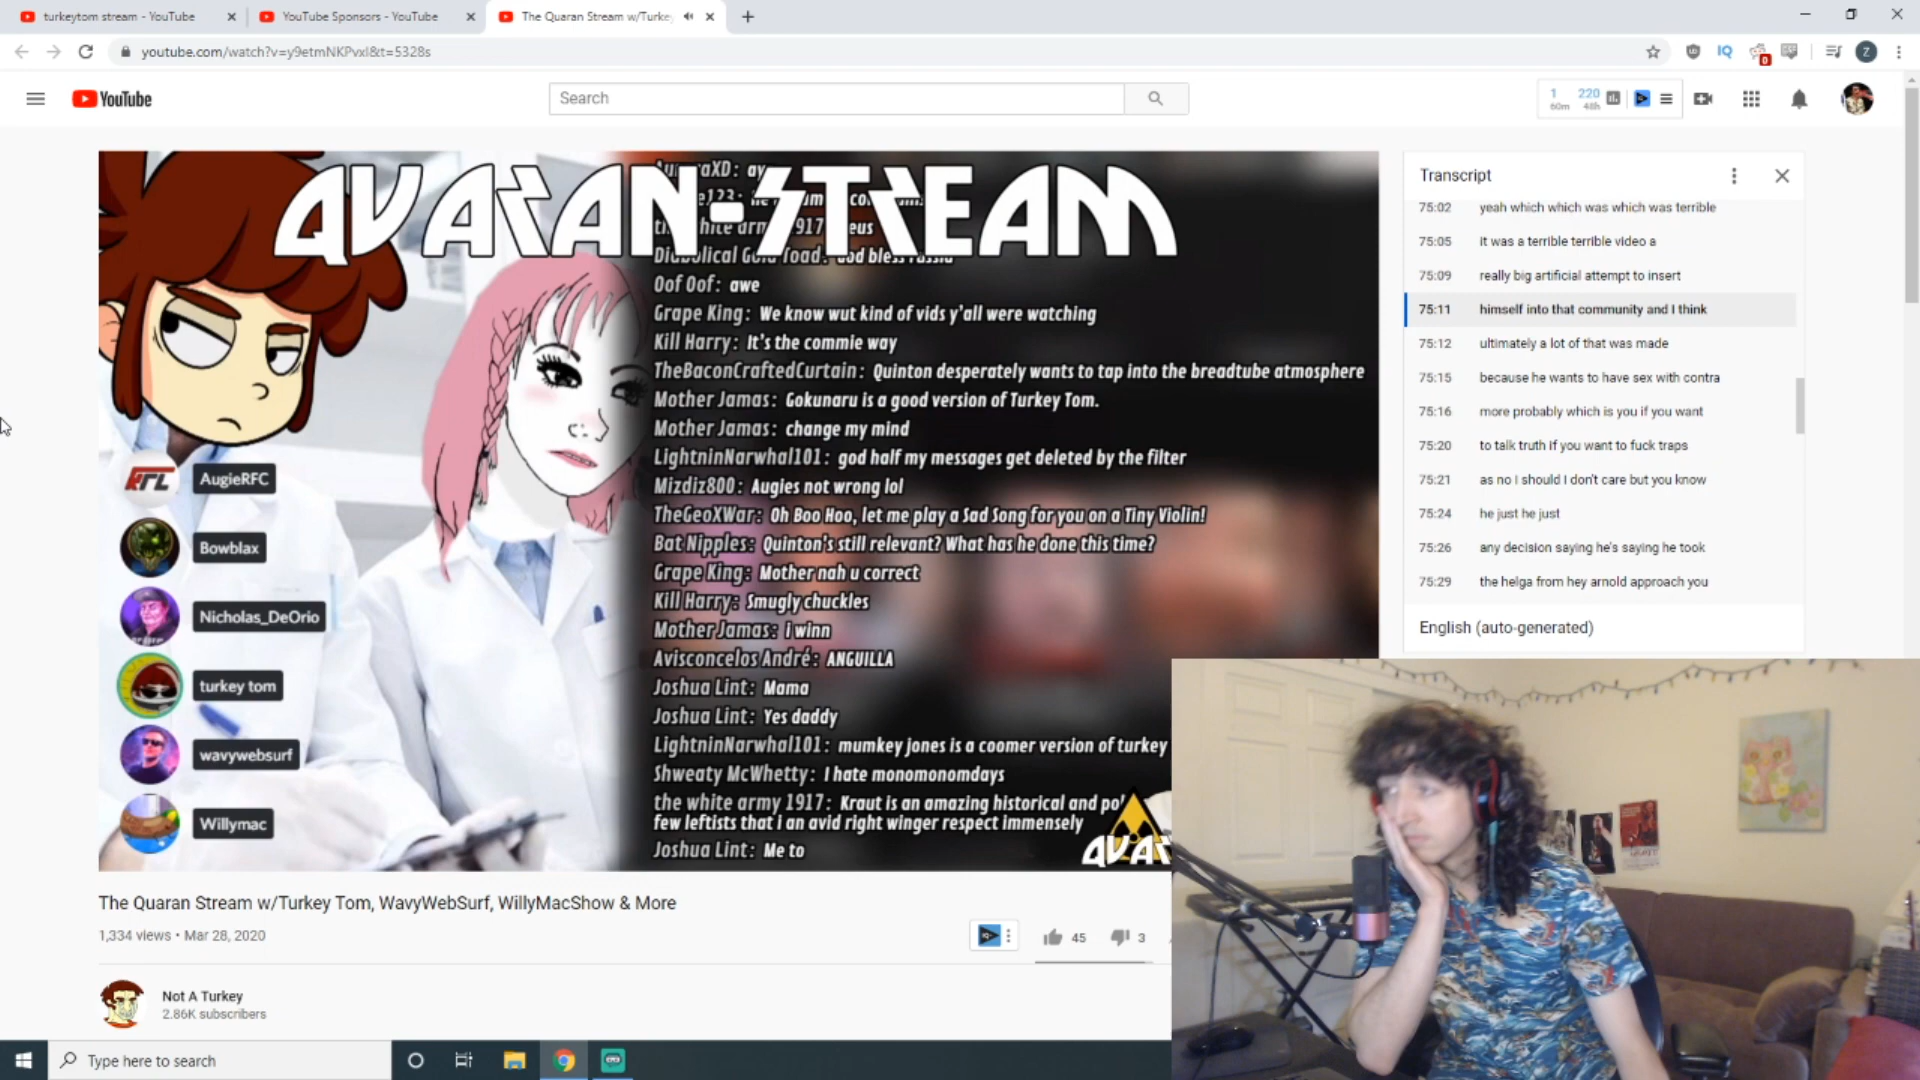 turkeytom stream - YouTube
YouTube Sponsors - YouTube
The Quaran Stream w/Turke
youtube.com/watch?v=y9etmNKPvxI&t=5328s
IQ
0
Z
YouTube
Search
1 220
60m 48h
QUARAN-STREAM
god bless russia
Oof Oof: awe
Grape King: We know wut kind of vids y'all were watching
Kill Harry: It's the commie way
TheBaconCraftedCurtain: Quinton desperately wants to tap into the breadtube atmosphere
Mother Jamas: Gokunaru is a good version of Turkey Tom.
Mother Jamas: change my mind
LightninNarwhal101: god half my messages get deleted by the filter
Mizdiz800: Augies not wrong lol
TheGeoXWar: Oh Boo Hoo, let me play a Sad Song for you on a Tiny Violin!
Bat Nipples: Quinton's still relevant? What has he done this time?
Grape King: Mother nah u correct
Kill Harry: Smugly chuckles
Mother Jamas: i winn
Avisconcelos André: ANGUILLA
Joshua Lint: Mama
Joshua Lint: Yes daddy
LightninNarwhal101: mumkey jones is a coomer version of turkey
Shweaty McWhetty: I hate monomonomdays
the white army 1917: Kraut is an amazing historical and
few leftists that i an avid right winger respect immensely
Joshua Lint: Me to
AugieRFC
Bowblax
Nicholas_DeOrio
turkey tom
wavywebsurf
Willymac
The Quaran Stream w/Turkey Tom, WavyWebSurf, WillyMacShow & More
1,334 views • Mar 28, 2020
45
3
Not A Turkey
2.86K subscribers
Transcript
75:02 yeah which which was which was terrible
75:05 it was a terrible terrible video a
75:09 really big artificial attempt to insert
75:11 himself into that community and I think
75:12 ultimately a lot of that was made
75:15 because he wants to have sex with contra
75:16 more probably which is you if you want
75:20 to talk truth if you want to fuck traps
75:21 as no I should I don't care but you know
75:24 he just he just
75:26 any decision saying he's saying he took
75:29 the helga from hey arnold approach you
English (auto-generated)
Type here to search